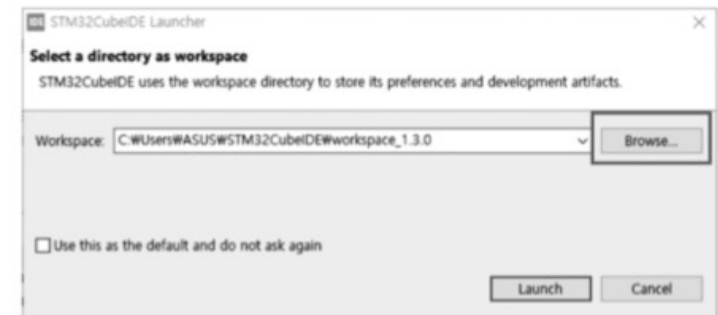 IDE STM32CubeIDE Launcher
Select a directory as workspace
STM32CubeIDE uses the workspace directory to store its preferences and development artifacts.
Workspace: C:₩Users₩ASUS₩STM32CubeIDE₩workspace_1.3.0 Browse...
Use this as the default and do not ask again
Launch Cancel